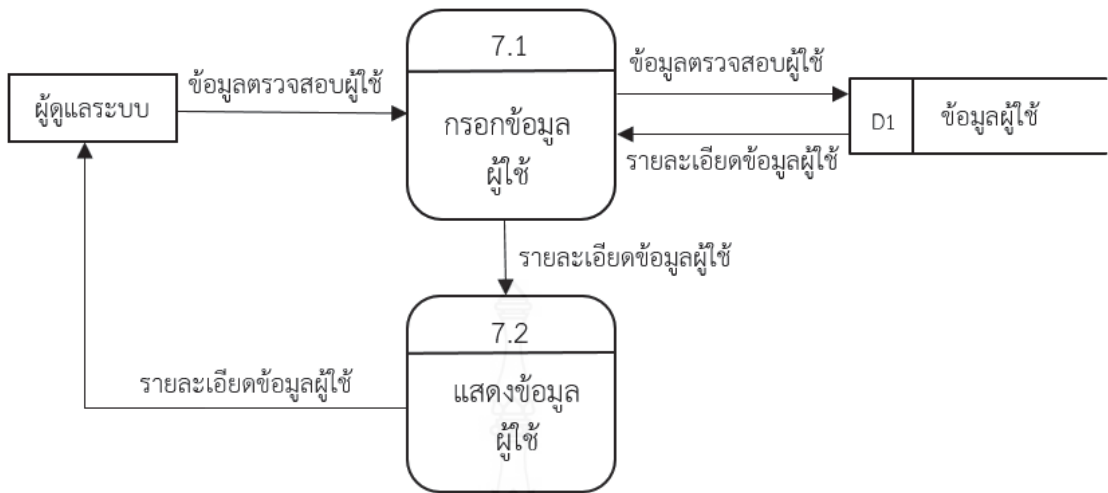 7.1
ข้อมูลตรวจสอบผู้ใช้
ข้อมูลตรวจสอบผู้ใช้
ผู้ดูแลระบบ
กรอกข้อมูล
ผู้ใช้
D1
ข้อมูลผู้ใช้
รายละเอียดข้อมูลผู้ใช้
รายละเอียดข้อมูลผู้ใช้
7.2
รายละเอียดข้อมูลผู้ใช้
แสดงข้อมูล
ผู้ใช้